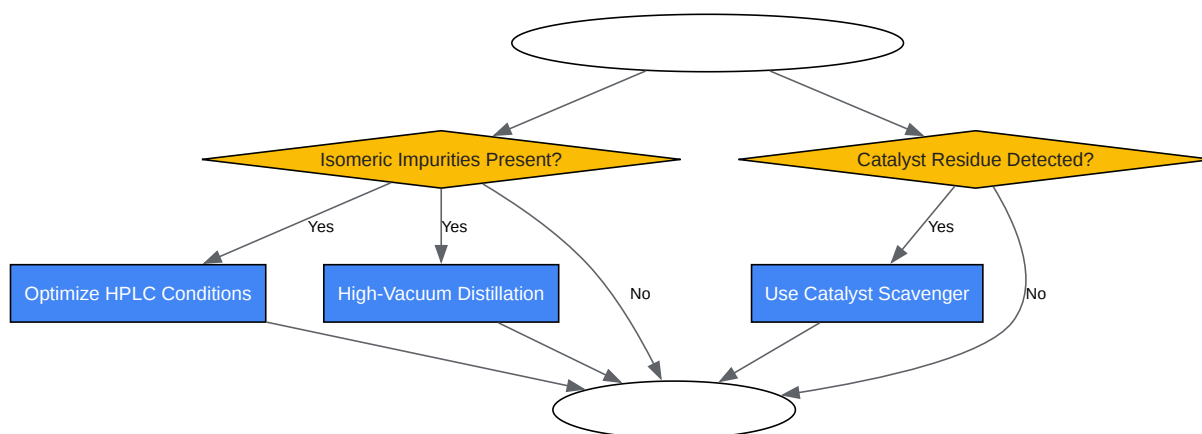 Isomeric Impurities Present?
Catalyst Residue Detected?
Yes
Yes
Yes
Optimize HPLC Conditions
High-Vacuum Distillation
No
Use Catalyst Scavenger
No